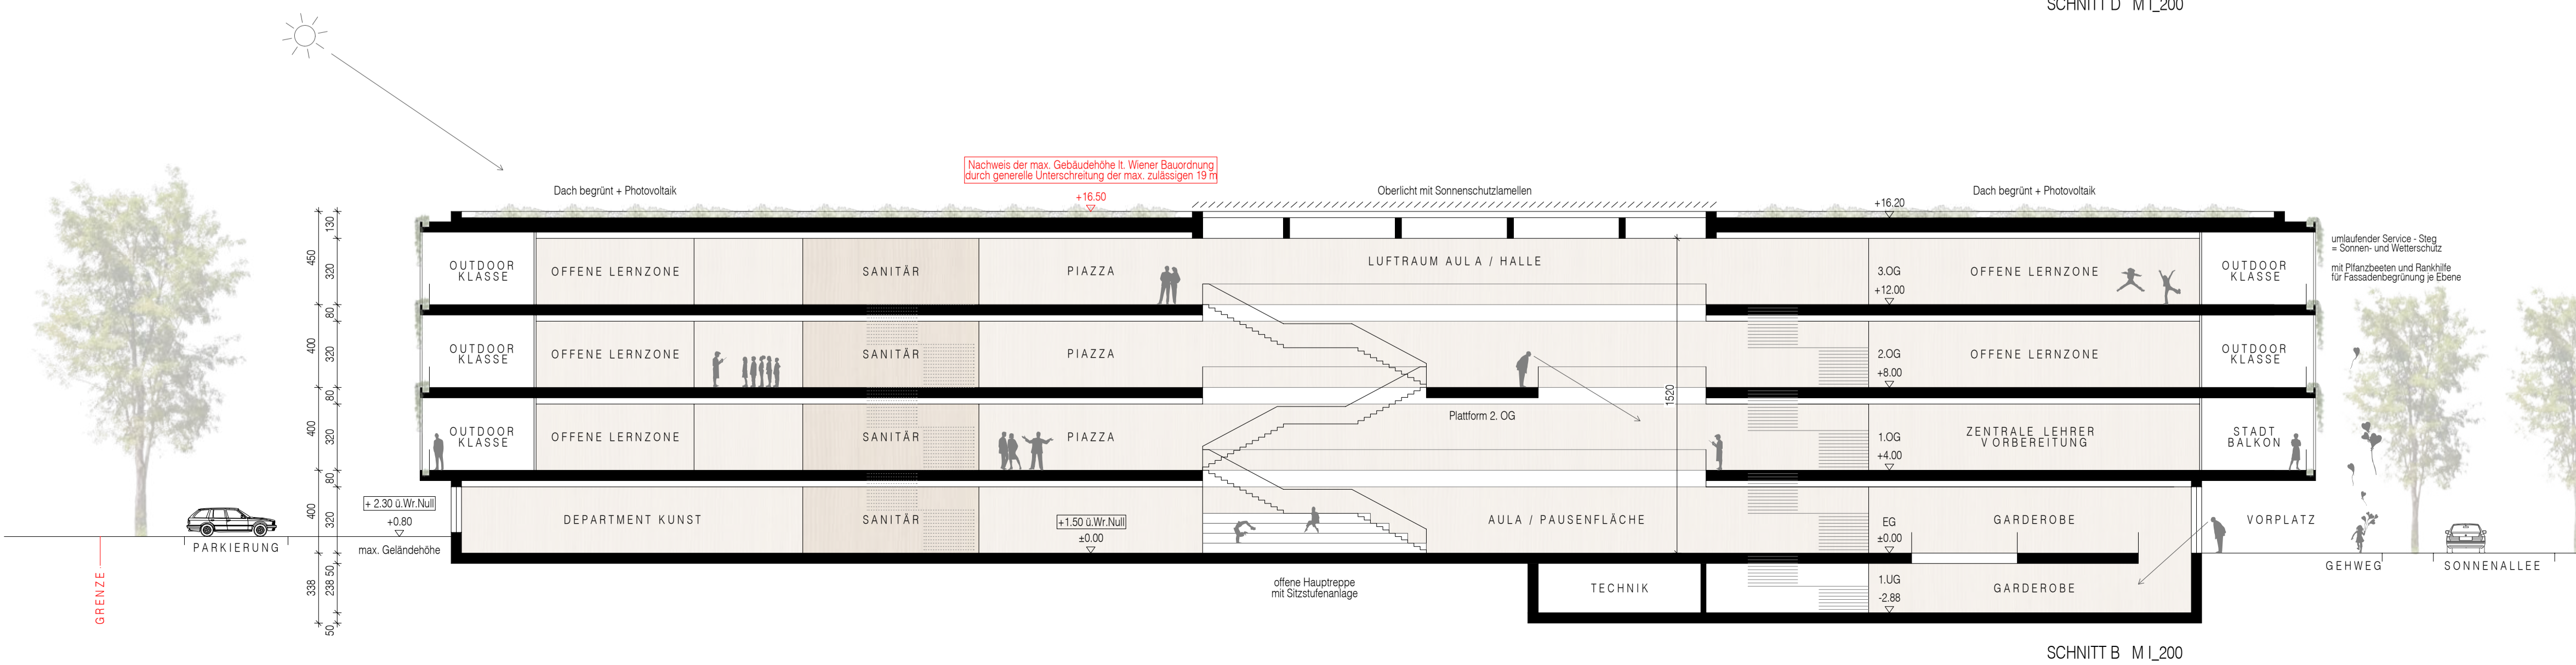 SCHNITT D M I_200
Nachweis der max. Gebäudehöhe lt. Wiener Bauordnung
durch generelle Unterschreitung der max. zulässigen 19 m
Dach begrünt + Photovoltaik
+16.50
Oberlicht mit Sonnenschutzlamellen
+16.20
Dach begrünt + Photovoltaik
130
450
320
OUTDOOR
KLASSE
OFFENE LERNZONE
SANITÄR
PIAZZA
LUFTRAUM AULA / HALLE
3.OG
+12.00
OFFENE LERNZONE
OUTDOOR
KLASSE
umlaufender Service - Steg
= Sonnen- und Wetterschutz
mit Pflanzbeeten und Rankhilfe
für Fassadenbegrünung je Ebene
80
400
320
OUTDOOR
KLASSE
OFFENE LERNZONE
SANITÄR
PIAZZA
2.OG
+8.00
OFFENE LERNZONE
OUTDOOR
KLASSE
80
1520
Plattform 2. OG
400
320
OUTDOOR
KLASSE
OFFENE LERNZONE
SANITÄR
PIAZZA
1.OG
+4.00
ZENTRALE LEHRER
VORBEREITUNG
STADT
BALKON
80
400
320
+ 2.30 ü.Wr.Null
+0.80
max. Geländehöhe
DEPARTMENT KUNST
SANITÄR
+1.50 ü.Wr.Null
±0.00
AULA / PAUSENFLÄCHE
EG
±0.00
GARDEROBE
VORPLATZ
PARKIERUNG
GEHWEG
SONNENALLEE
GRENZE
338
50
238
50
offene Hauptreppe
mit Sitzstufenanlage
TECHNIK
1.UG
-2.88
GARDEROBE
SCHNITT B M I_200